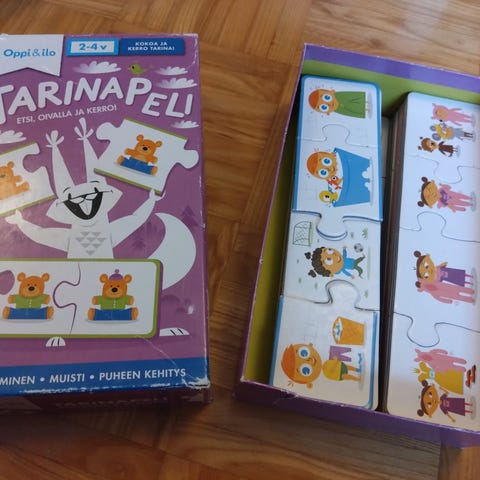 Oppi&ilo
2-4 v
KOKOA JA
KERRO TARINA!
TARINAPELI
ETSI, OIVALLA JA KERRO!
MINEN • MUISTI • PUHEEN KEHITYS